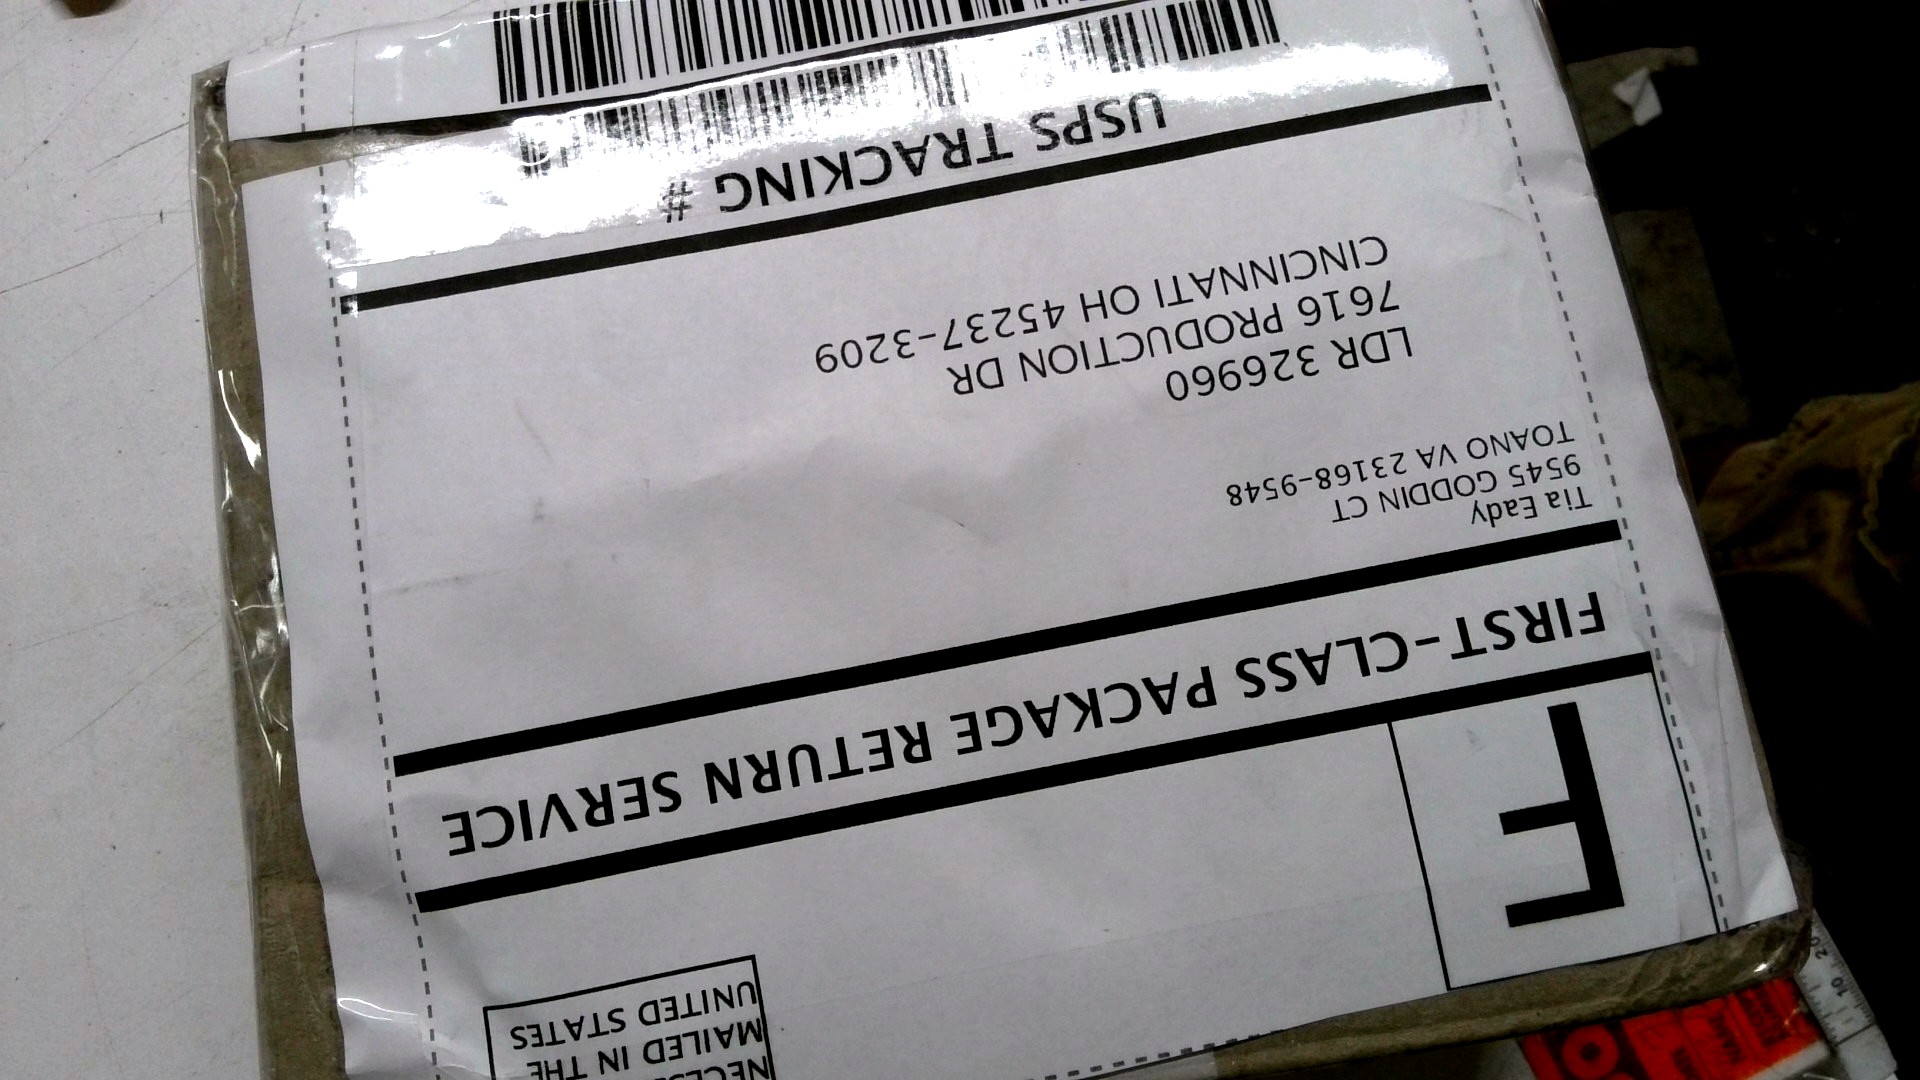 NECES
MAILED IN THE
UNITED STATES
F
FIRST-CLASS PACKAGE RETURN SERVICE
Tia Eady
9545 GODDIN CT
TOANO VA 23168-9548
LDR 326960
7616 PRODUCTION DR
CINCINNATI OH 45237-3209
USPS TRACKING #